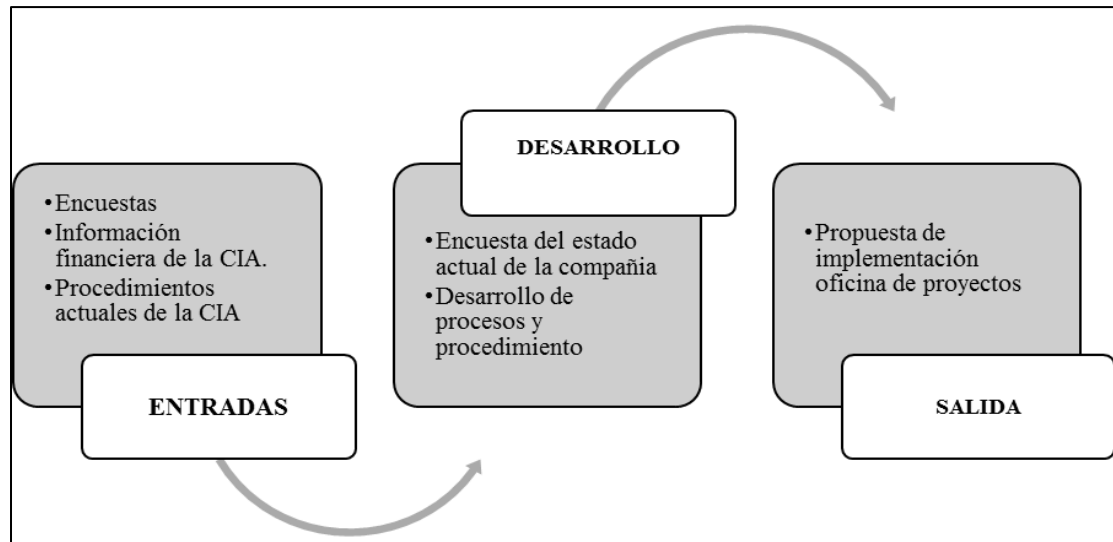 •Encuestas
•Información
financiera de la CIA.
•Procedimientos
actuales de la CIA
ENTRADAS
DESARROLLO
•Encuesta del estado
actual de la compañia
•Desarrollo de
procesos y
procedimiento
•Propuesta de
implementación
oficina de proyectos
SALIDA